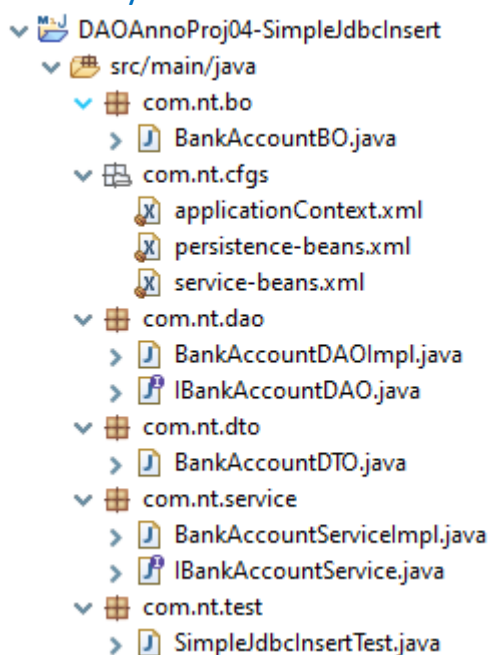 DAOAnnoProj04-SimpleJdbcInsert
src/main/java
com.nt.bo
BankAccountBO.java
com.nt.cfgs
applicationContext.xml
persistence-beans.xml
service-beans.xml
com.nt.dao
BankAccountDAOImpl.java
IBankAccountDAO.java
com.nt.dto
BankAccountDTO.java
com.nt.service
BankAccountServiceImpl.java
IBankAccountService.java
com.nt.test
SimpleJdbcInsertTest.java